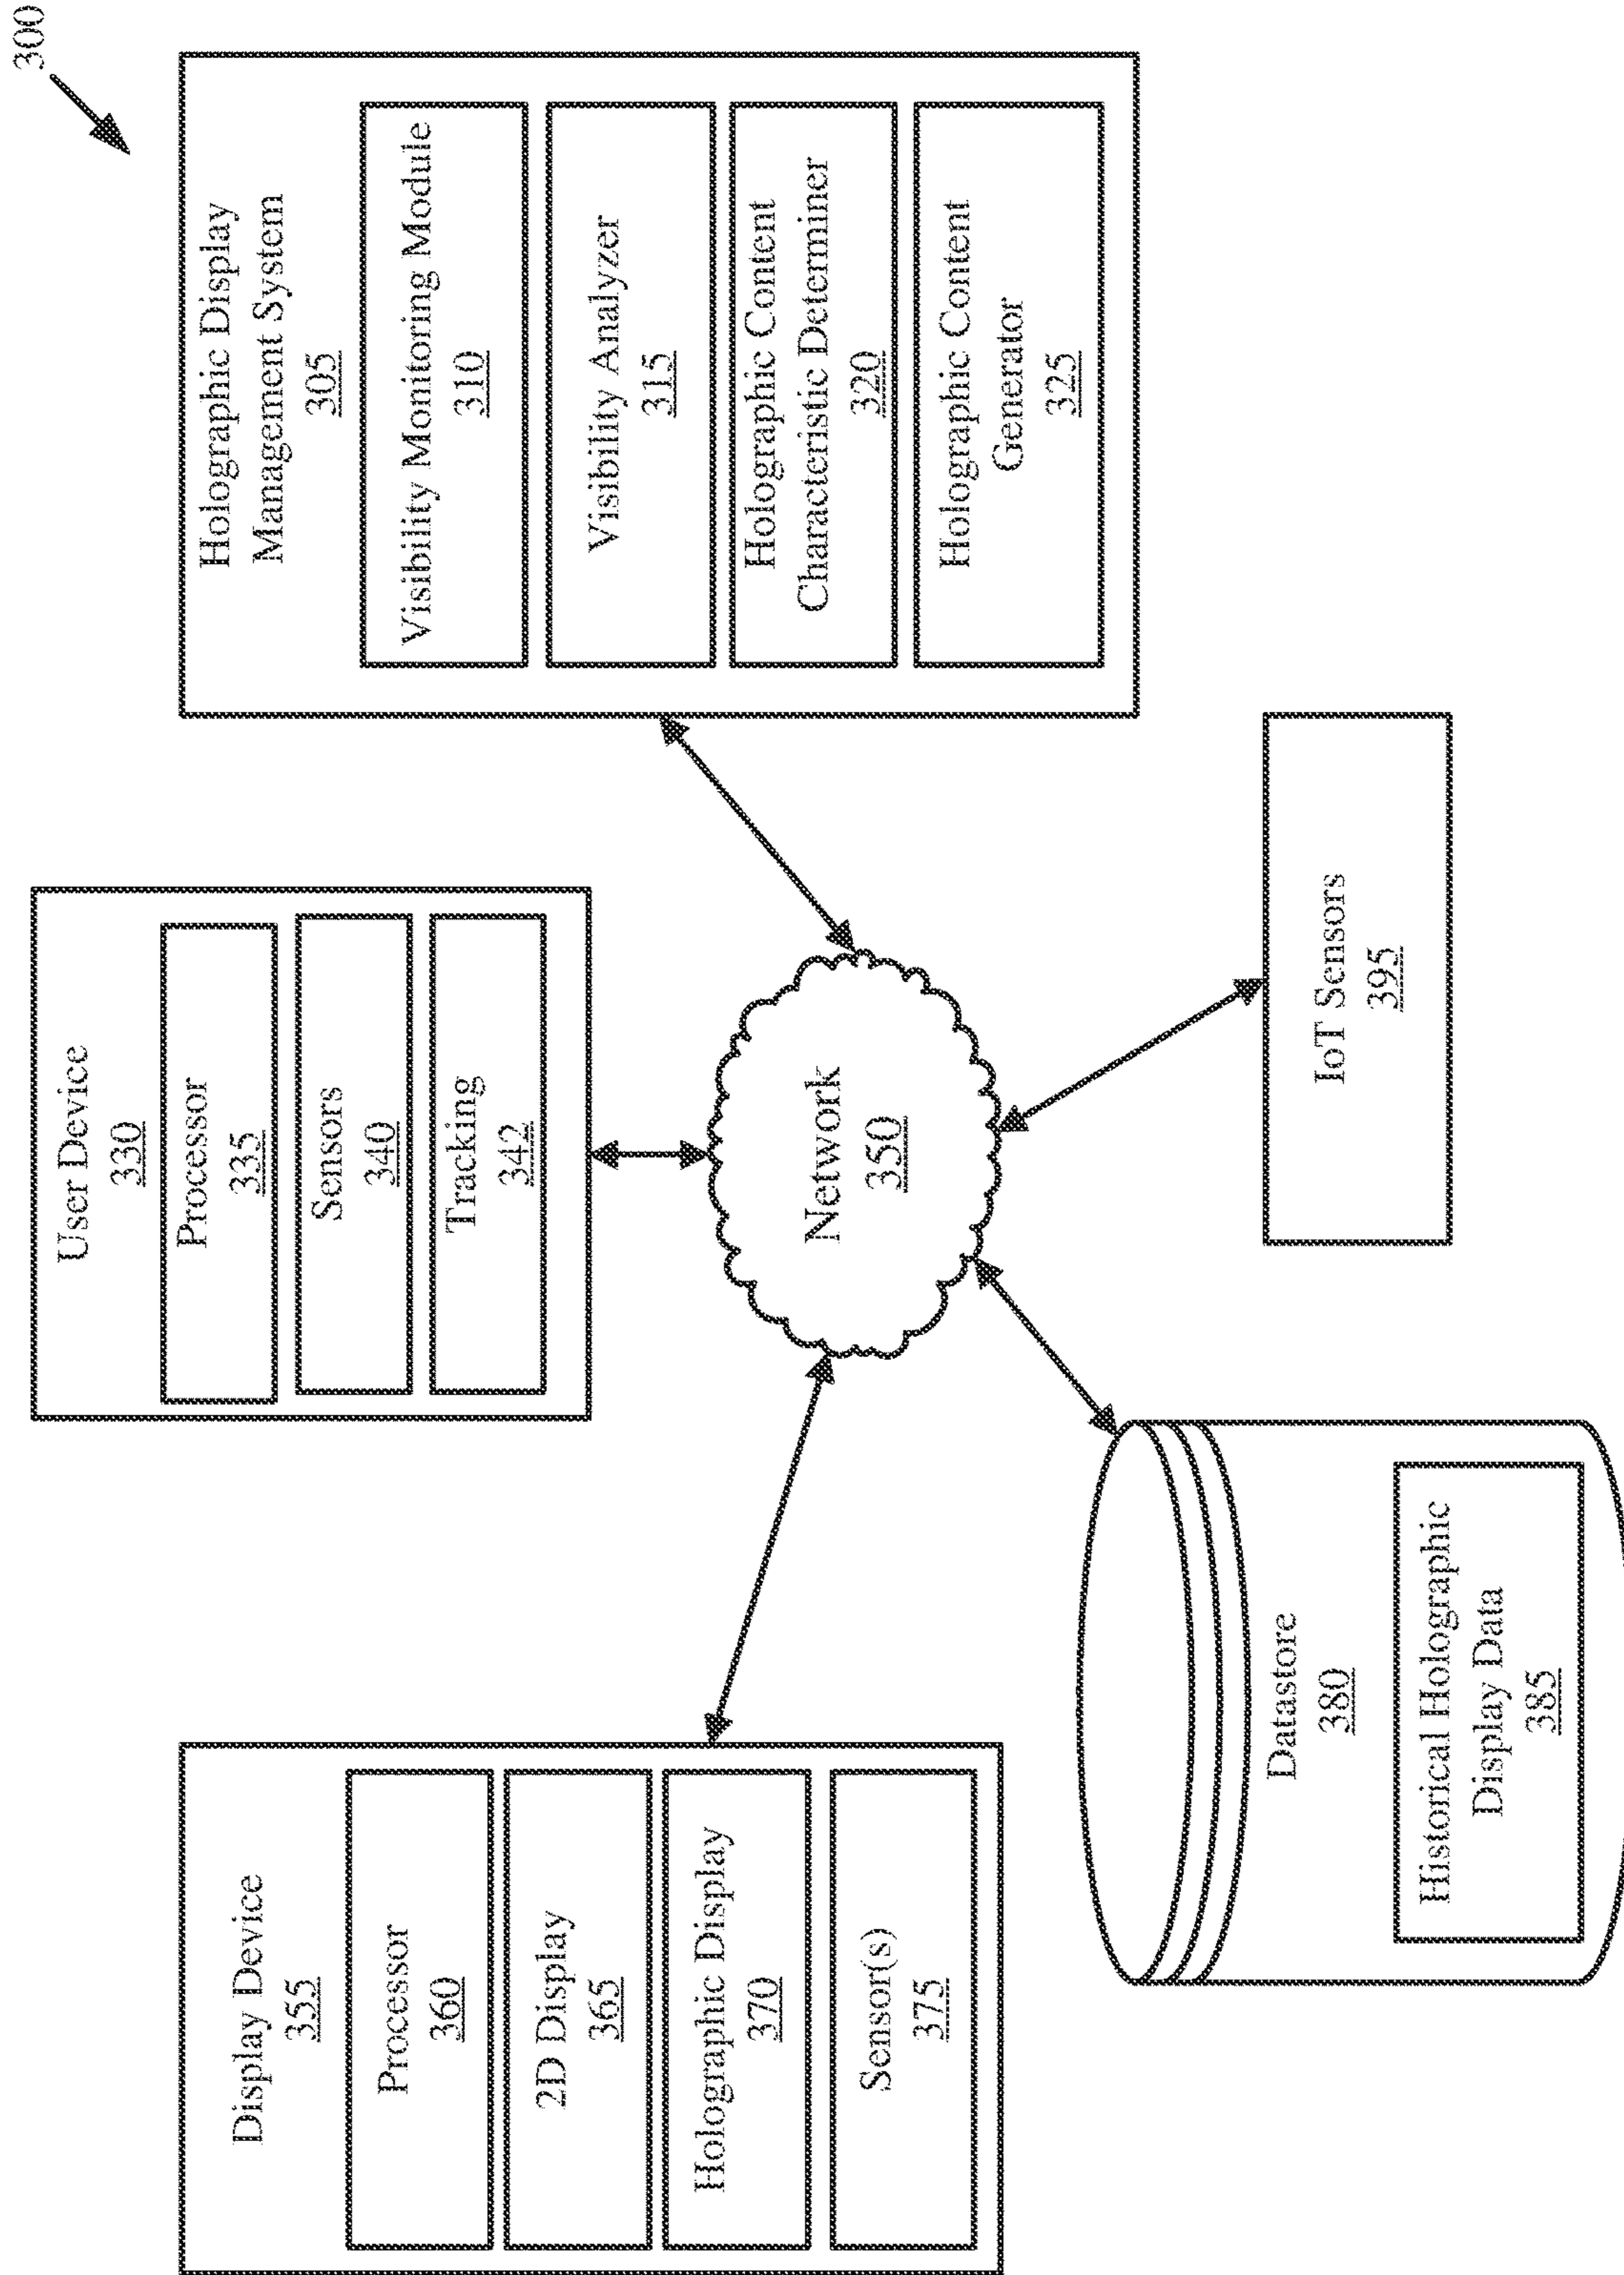 300
Display Device
355
Processor
360
2D Display
365
Holographic Display
370
Sensor(s)
375
User Device
330
Processor
335
Sensors
340
Tracking
342
Holographic Display
Management System
305
Visibility Monitoring Module
310
Visibility Analyzer
315
Holographic Content
Characteristic Determiner
320
Holographic Content
Generator
325
Network
350
Datastore
380
Historical Holographic
Display Data
385
IoT Sensors
395